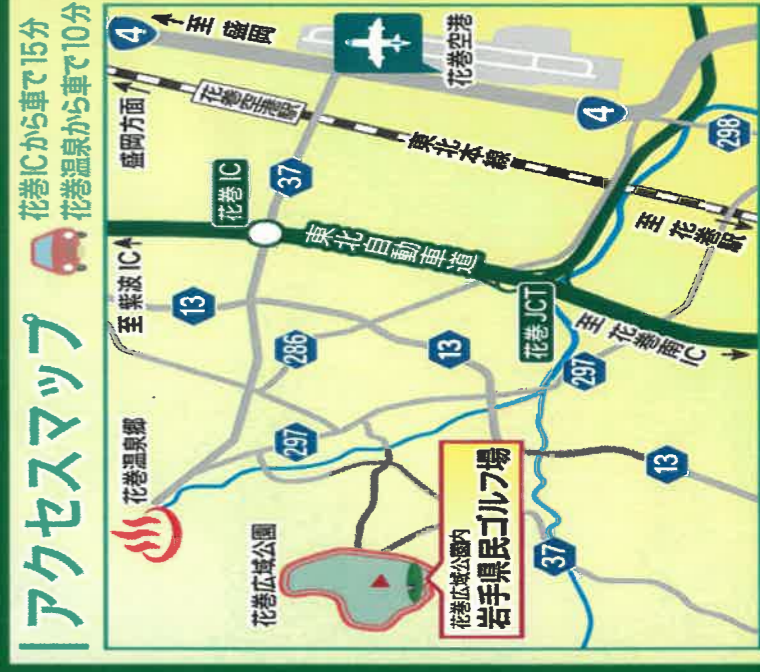 アクセスマップ
花巻ICから車で15分
花巻温泉から車で10分
4
至 盛岡
花巻空港
盛岡方面
花巻空港駅
東北本線
4
298
至 花巻駅
至 紫波 IC
花巻 IC
37
東北自動車道
13
286
13
花巻 JCT
至 花巻南IC
297
花巻温泉郷
297
花巻広域公園
花巻広域公園内
岩手県民ゴルフ場
37
13